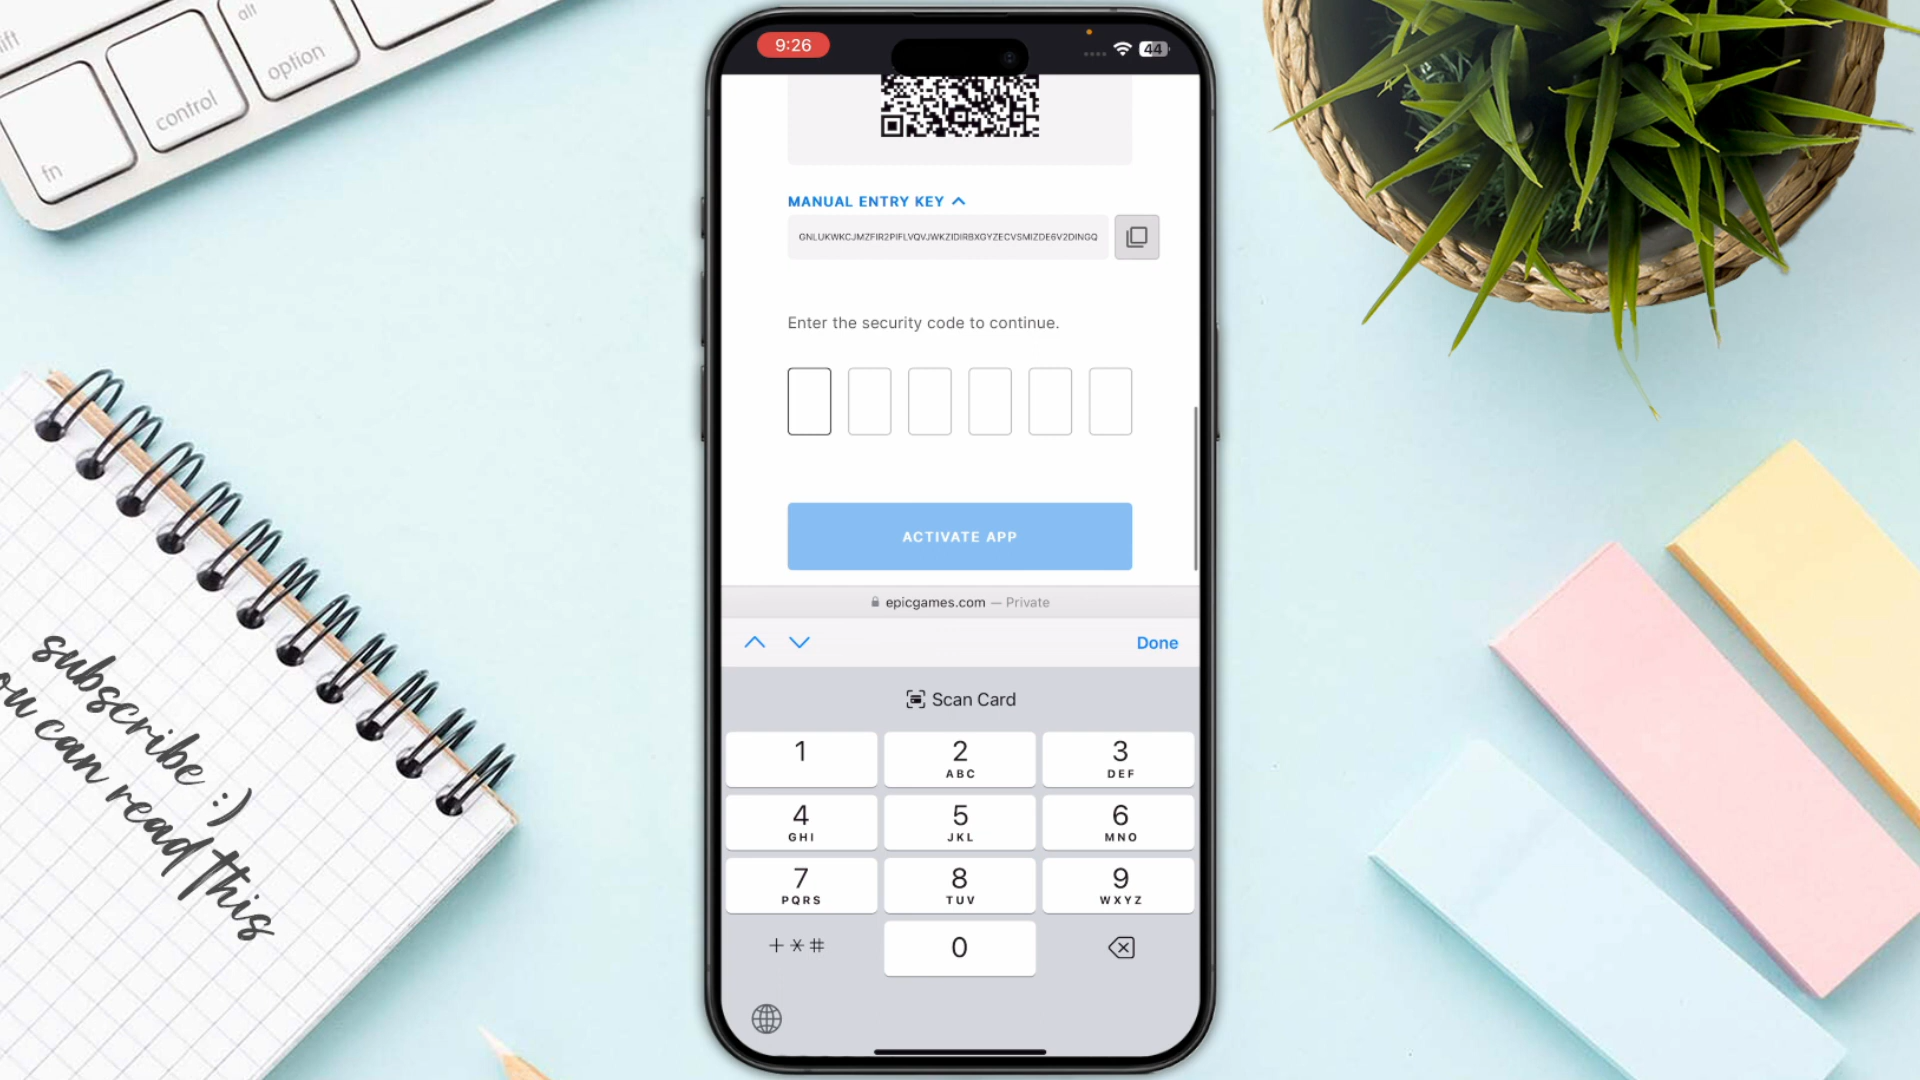 9:26
44
MANUAL ENTRY KEY
GNLUKWKCJMZFIR2PIFLVQVJWKZIDIRBXGYZECVSMIZDE6V2DINGQ
Enter the security code to continue.
ACTIVATE APP
epicgames.com — Private
Done
Scan Card
1
2 ABC
3 DEF
4 GHI
5 JKL
6 MNO
7 PQRS
8 TUV
9 WXYZ
+*#
0
alt
control
option
fn
subscribe :)
can read this